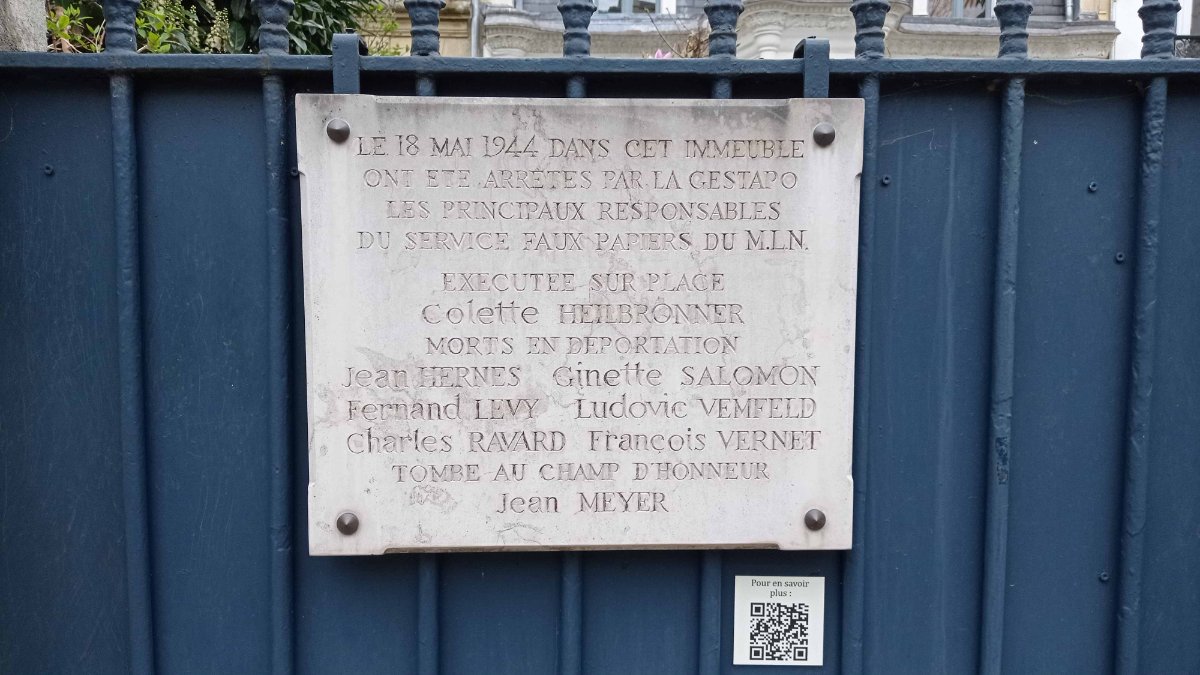 LE 18 MAI 1944 DANS CET IMMEUBLE
ONT ETE ARRETES PAR LA GESTAPO
LES PRINCIPAUX RESPONSABLES
DU SERVICE FAUX PAPIERS DU M.L.N.
EXECUTEE SUR PLACE
Colette HEILBRONNER
MORTS EN DEPORTATION
Jean HERNES Ginette SALOMON
Fernand LEVY Ludovic VEMFELD
Charles RAVARD François VERNET
TOMBE AU CHAMP D'HONNEUR
Jean MEYER
Pour en savoir
plus :